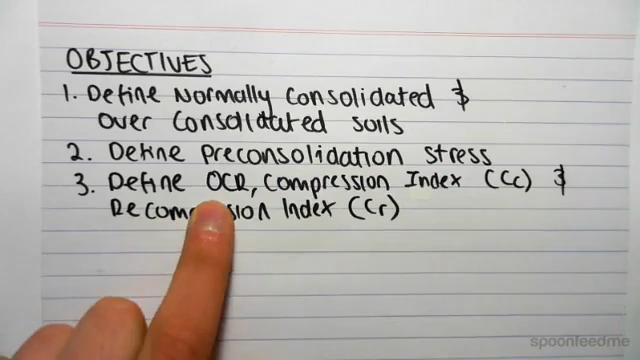 OBJECTIVES
1. Define Normally Consolidated &
over Consolidated soils
2. Define Preconsolidation stress
3. Define OCR, Compression Index (Cc) &
Index (Cr)
spoonfeedme